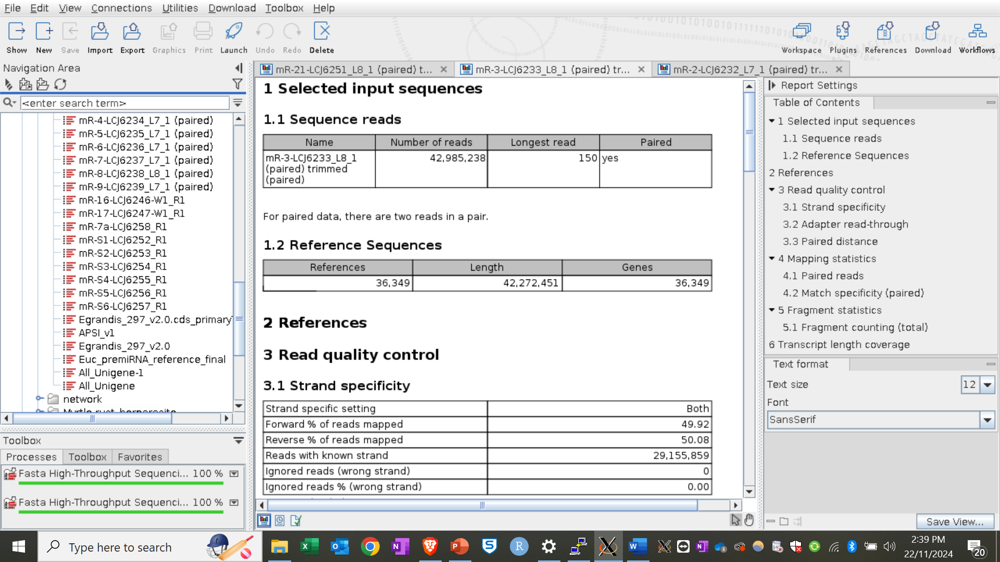 File Edit View Connections Utilities Download Toolbox Help
Show New Save Import Export Graphics Print Launch Undo Redo Delete
Workspace Plugins References Download Workflows
Navigation Area
<enter search term>
mR-4-LCJ6234_L7_1 (paired)
mR-5-LCJ6235_L7_1 (paired)
mR-6-LCJ6236_L7_1 (paired)
mR-7-LCJ6237_L7_1 (paired)
mR-8-LCJ6238_L8_1 (paired)
mR-9-LCJ6239_L7_1 (paired)
mR-16-LCJ6246-W1_R1
mR-17-LCJ6247-W1_R1
mR-7a-LCJ6258_R1
mR-S1-LCJ6252_R1
mR-S2-LCJ6253_R1
mR-S3-LCJ6254_R1
mR-S4-LCJ6255_R1
mR-S5-LCJ6256_R1
mR-S6-LCJ6257_R1
Egrandis_297_v2.0.cds_primary
APSI_v1
Egrandis_297_v2.0
Euc_premiRNA_reference_final
All_Unigene-1
All_Unigene
network
Toolbox
Processes Toolbox Favorites
Fasta High-Throughput Sequenci... 100 %
Fasta High-Throughput Sequenci... 100 %
mR-21-LCJ6251_L8_1 (paired) t... mR-3-LCJ6233_L8_1 (paired) tr... mR-2-LCJ6232_L7_1 (paired) tr...
1 Selected input sequences
1.1 Sequence reads
Name Number of reads Longest read Paired
mR-3-LCJ6233_L8_1 42,985,238 150 yes
(paired) trimmed
(paired)
For paired data, there are two reads in a pair.
1.2 Reference Sequences
References Length Genes
36,349 42,272,451 36,349
2 References
3 Read quality control
3.1 Strand specificity
Strand specific setting Both
Forward % of reads mapped 49.92
Reverse % of reads mapped 50.08
Reads with known strand 29,155,859
Ignored reads (wrong strand) 0
Ignored reads % (wrong strand) 0.00
Report Settings
Table of Contents
1 Selected input sequences
1.1 Sequence reads
1.2 Reference Sequences
2 References
3 Read quality control
3.1 Strand specificity
3.2 Adapter read-through
3.3 Paired distance
4 Mapping statistics
4.1 Paired reads
4.2 Match specificity (paired)
5 Fragment statistics
5.1 Fragment counting (total)
6 Transcript length coverage
Text format
Text size 12
Font
SansSerif
Save View...
Type here to search
2:39 PM
22/11/2024
20